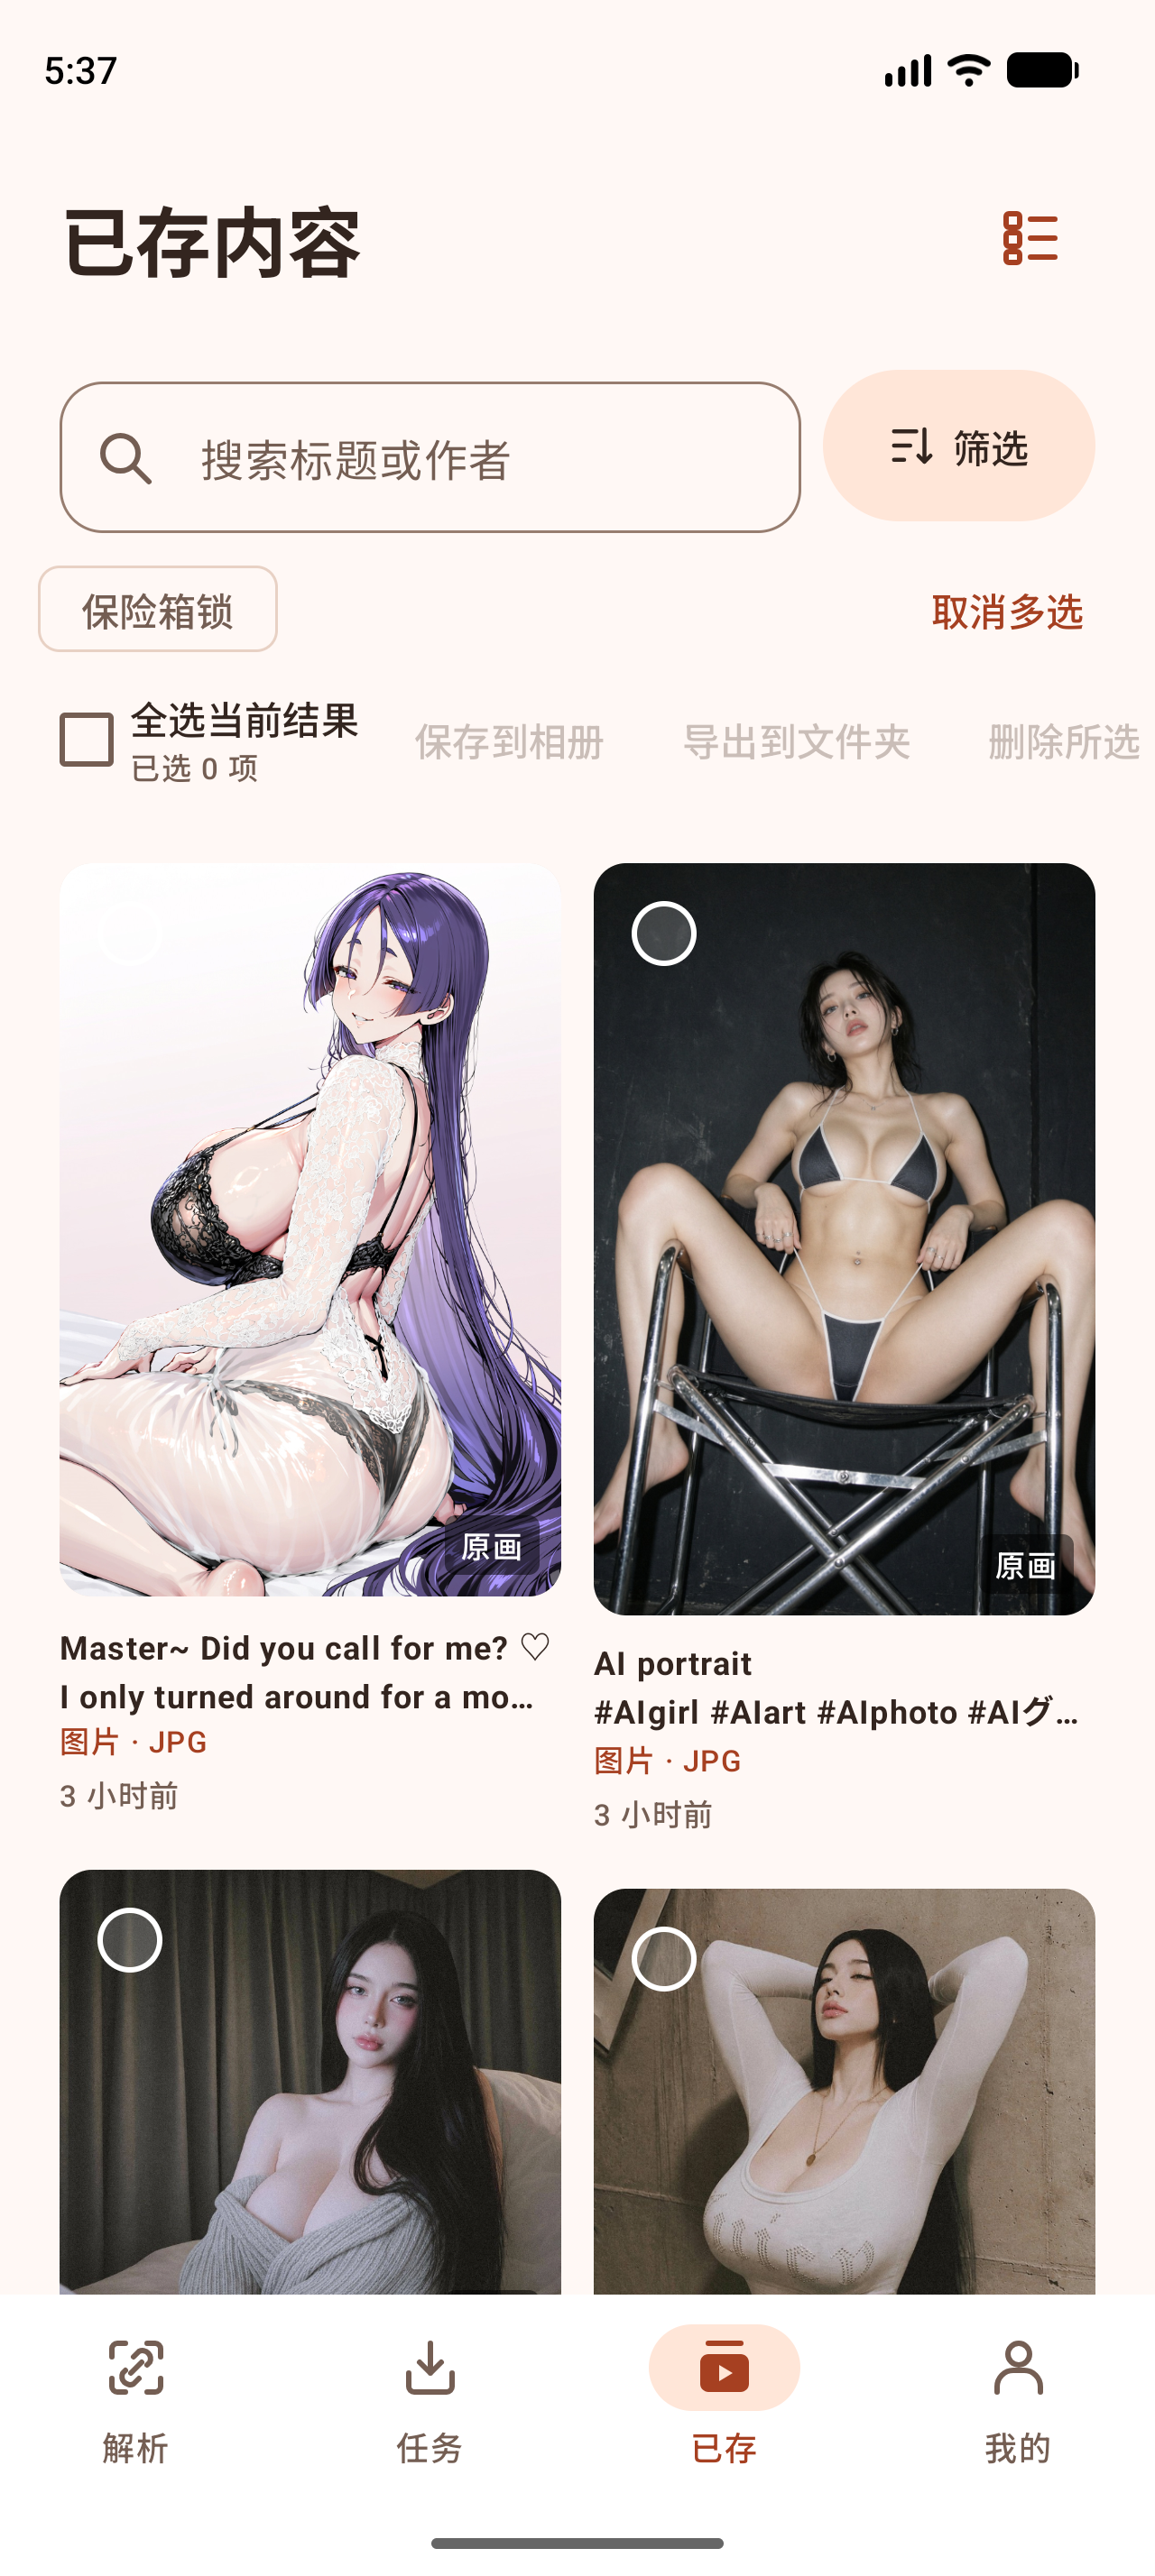 5:37
已存内容
搜索标题或作者
筛选
保险箱锁
取消多选
全选当前结果
已选 0 项
保存到相册
导出到文件夹
删除所选
原画
Master~ Did you call for me? ♡
I only turned around for a mo…
图片 · JPG
3 小时前
原画
AI portrait
#AIgirl #AIart #AIphoto #AIグ…
图片 · JPG
3 小时前
解析
任务
已存
我的